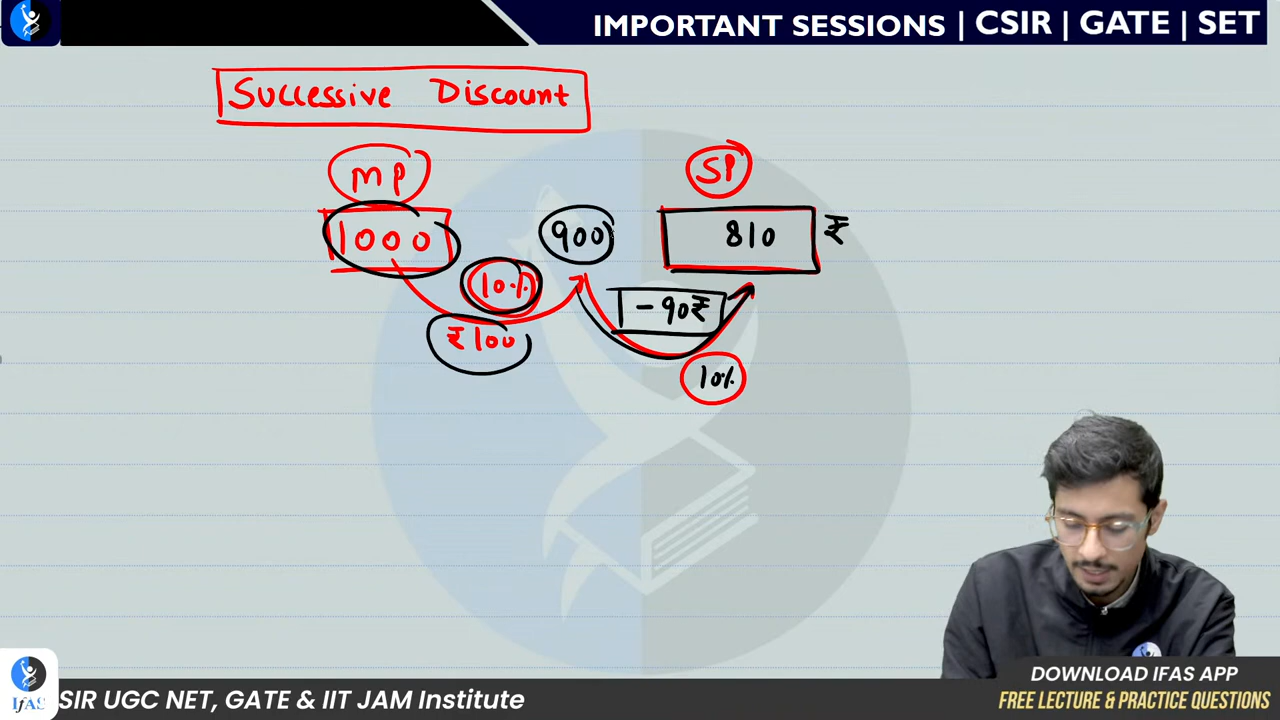 IMPORTANT SESSIONS | CSIR | GATE | SET
Successive Discount
MP
SP
1000
900
810 ₹
10%
₹100
-90₹
10%
DOWNLOAD IFAS APP
IFAS
SIR UGC NET, GATE & IIT JAM Institute
FREE LECTURE & PRACTICE QUESTIONS